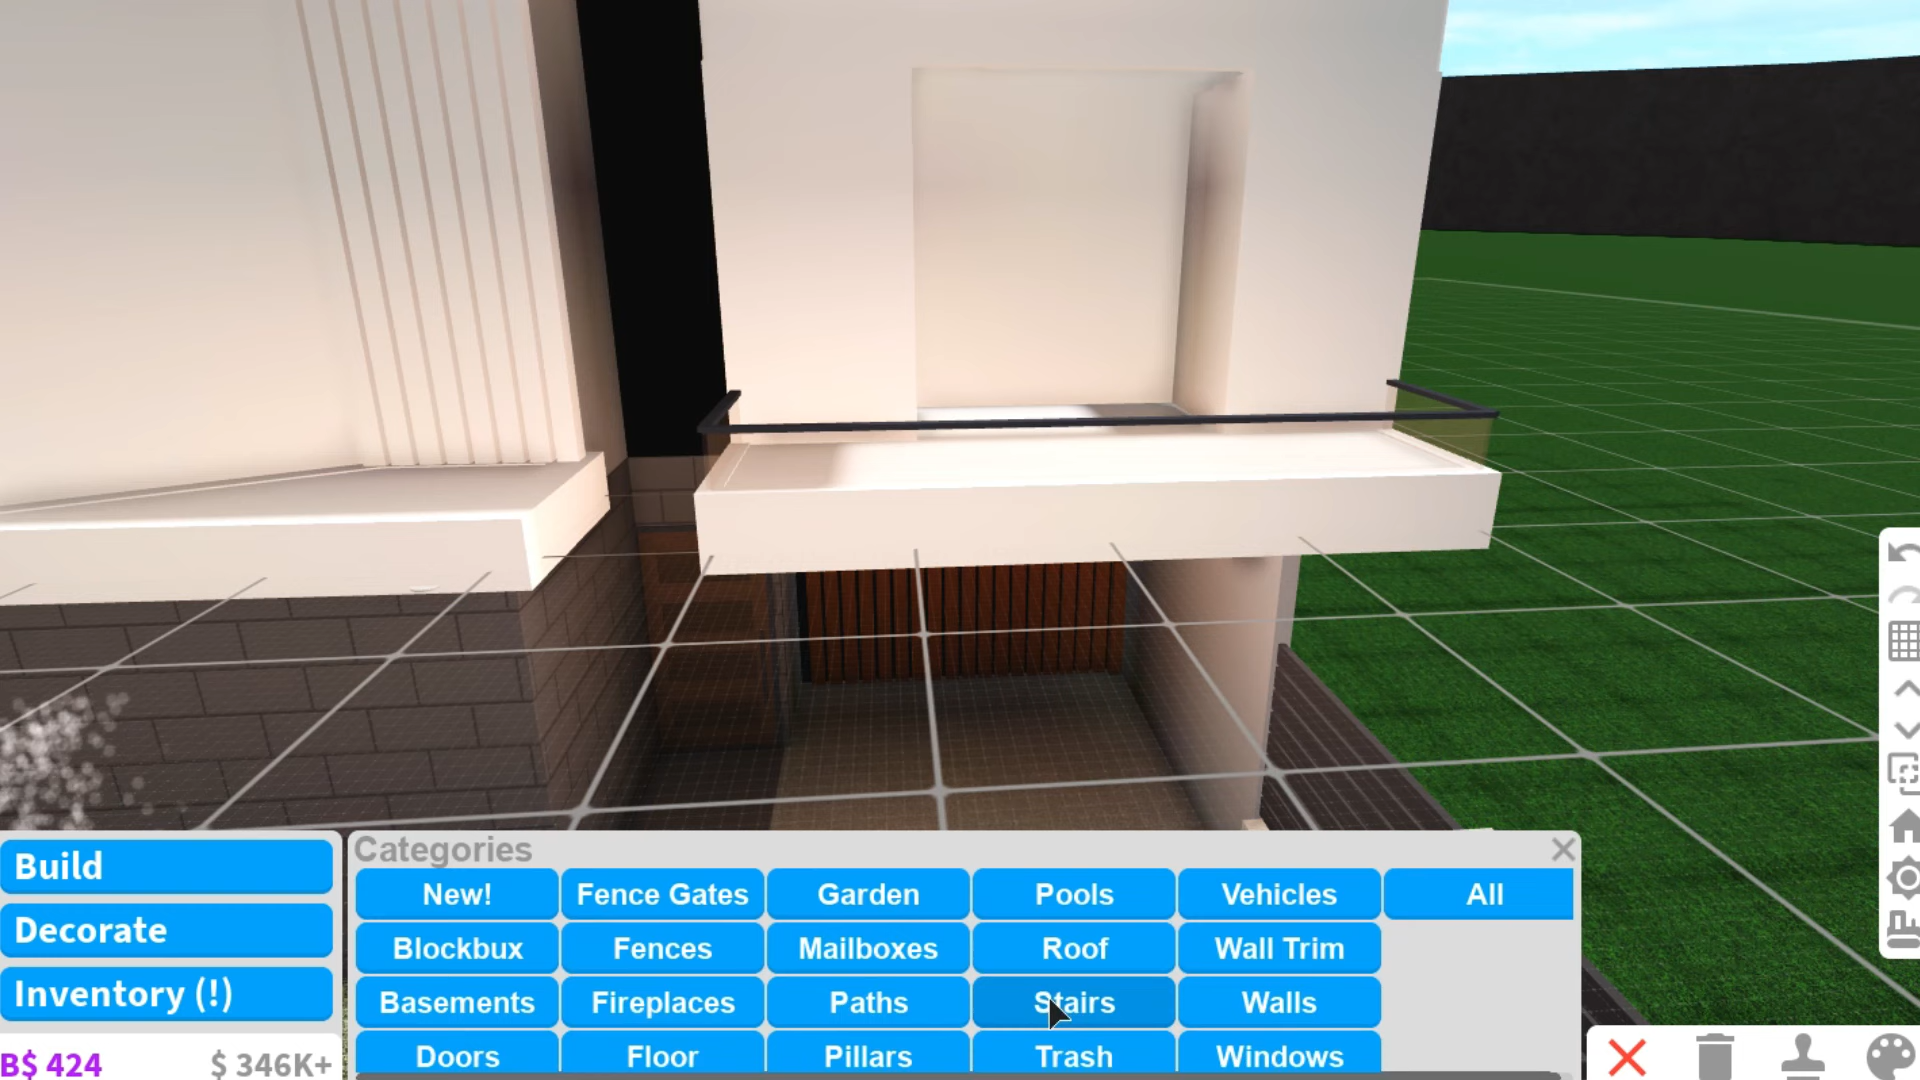 Categories
Build
Decorate
Inventory (!)
B$ 424
$ 346K+
New!
Fence Gates
Garden
Pools
Vehicles
All
Blockbux
Fences
Mailboxes
Roof
Wall Trim
Basements
Fireplaces
Paths
Stairs
Walls
Doors
Floor
Pillars
Trash
Windows